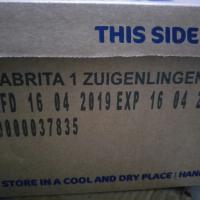 THIS SIDE
ABRITA 1 ZUIGENLINGEN
FD 16 04 2019 EXP 16 04 2
0000037835
STORE IN A COOL AND DRY PLACE | HAN